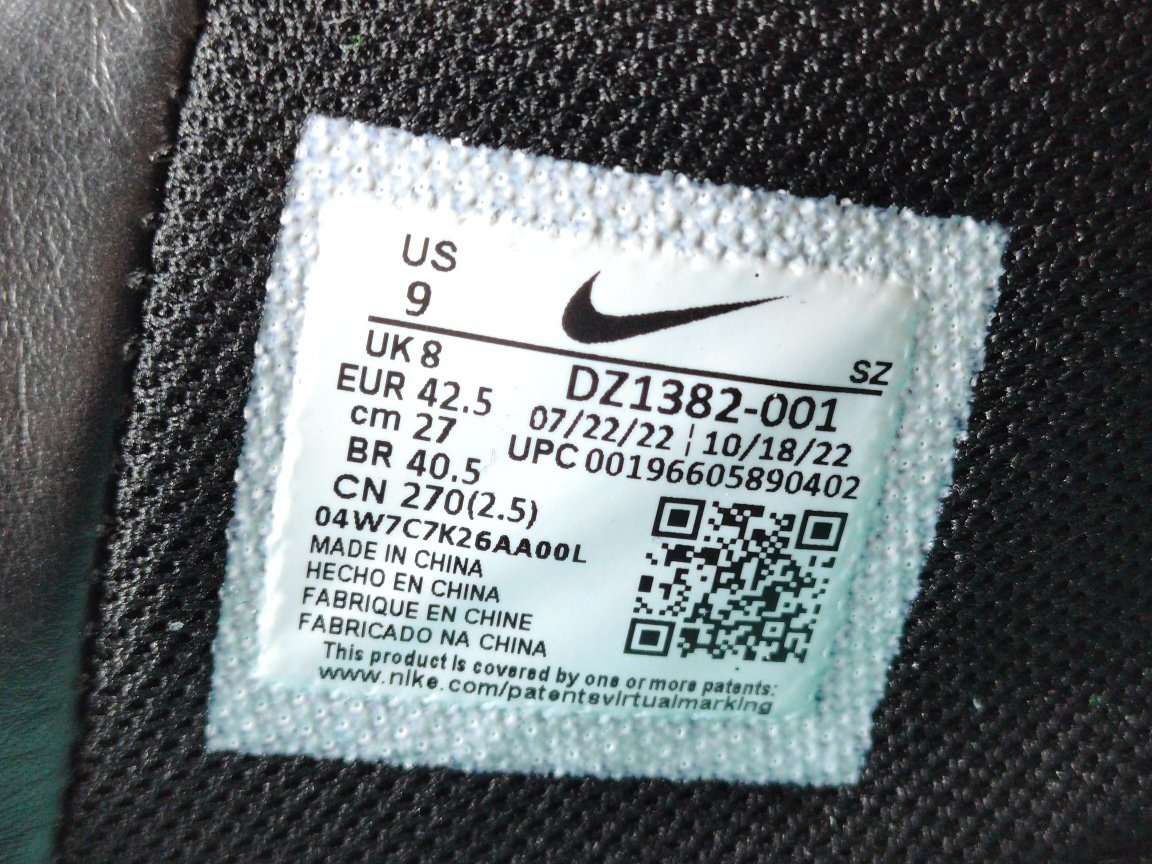 US
9
SZ
UK 8
DZ1382-001
EUR 42.5
07/22/22 | 10/18/22
cm 27
UPC 00196605890402
BR 40.5
CN 270(2.5)
04W7C7K26AA00L
MADE IN CHINA
HECHO EN CHINA
FABRIQUE EN CHINE
FABRICADO NA CHINA
This product is covered by one or more patents:
www.nike.com/patentsvirtualmarking